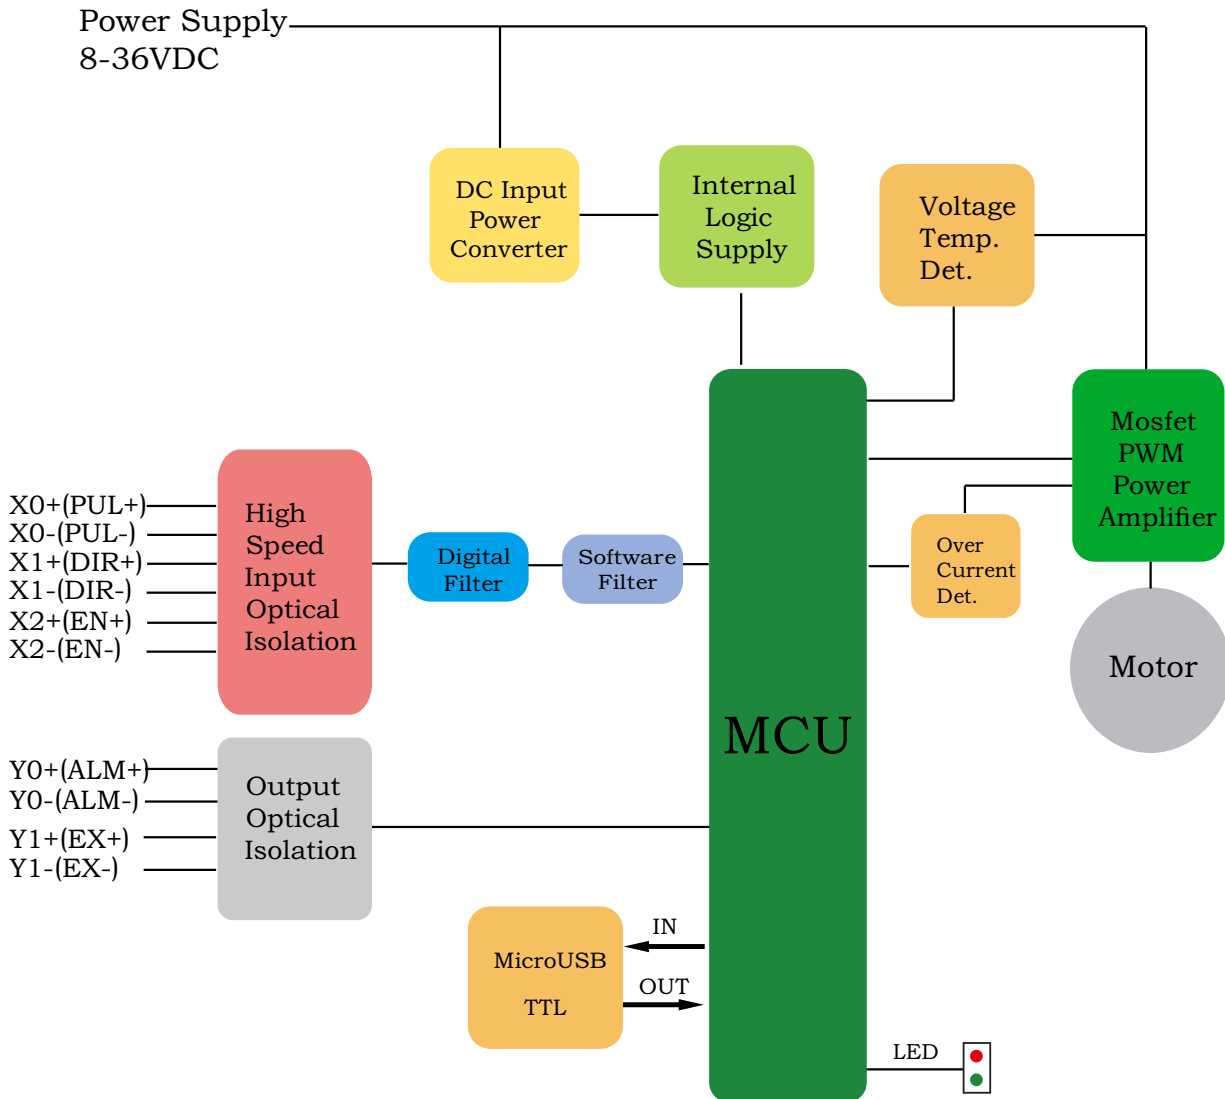 Power Supply
8-36VDC
DC Input
Power
Converter
Internal
Logic
Supply
Voltage
Temp.
Det.
Mosfet
PWM
Power
Amplifier
X0+(PUL+)
X0-(PUL-)
X1+(DIR+)
X1-(DIR-)
X2+(EN+)
X2-(EN-)
High
Speed
Input
Optical
Isolation
Digital
Filter
Software
Filter
Over
Current
Det.
Motor
MCU
Y0+(ALM+)
Y0-(ALM-)
Y1+(EX+)
Y1-(EX-)
Output
Optical
Isolation
MicroUSB
TTL
IN
OUT
LED